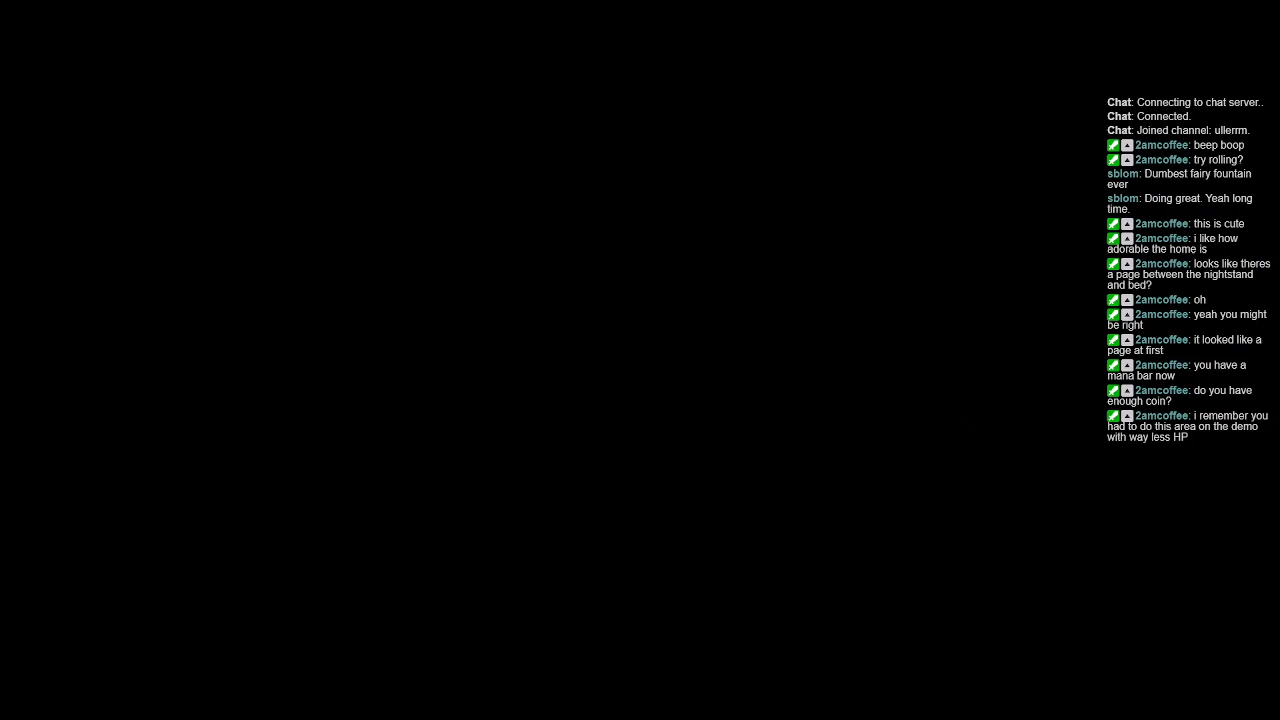 Chat: Connecting to chat server..
Chat: Connected.
Chat: Joined channel: ullerrm.
2amcoffee: beep boop
2amcoffee: try rolling?
sblom: Dumbest fairy fountain
ever
sblom: Doing great. Yeah long
time.
2amcoffee: this is cute
2amcoffee: i like how
adorable the home is
2amcoffee: looks like theres
a page between the nightstand
and bed?
2amcoffee: oh
2amcoffee: yeah you might
be right
2amcoffee: it looked like a
page at first
2amcoffee: you have a
mana bar now
2amcoffee: do you have
enough coin?
2amcoffee: i remember you
had to do this area on the demo
with way less HP